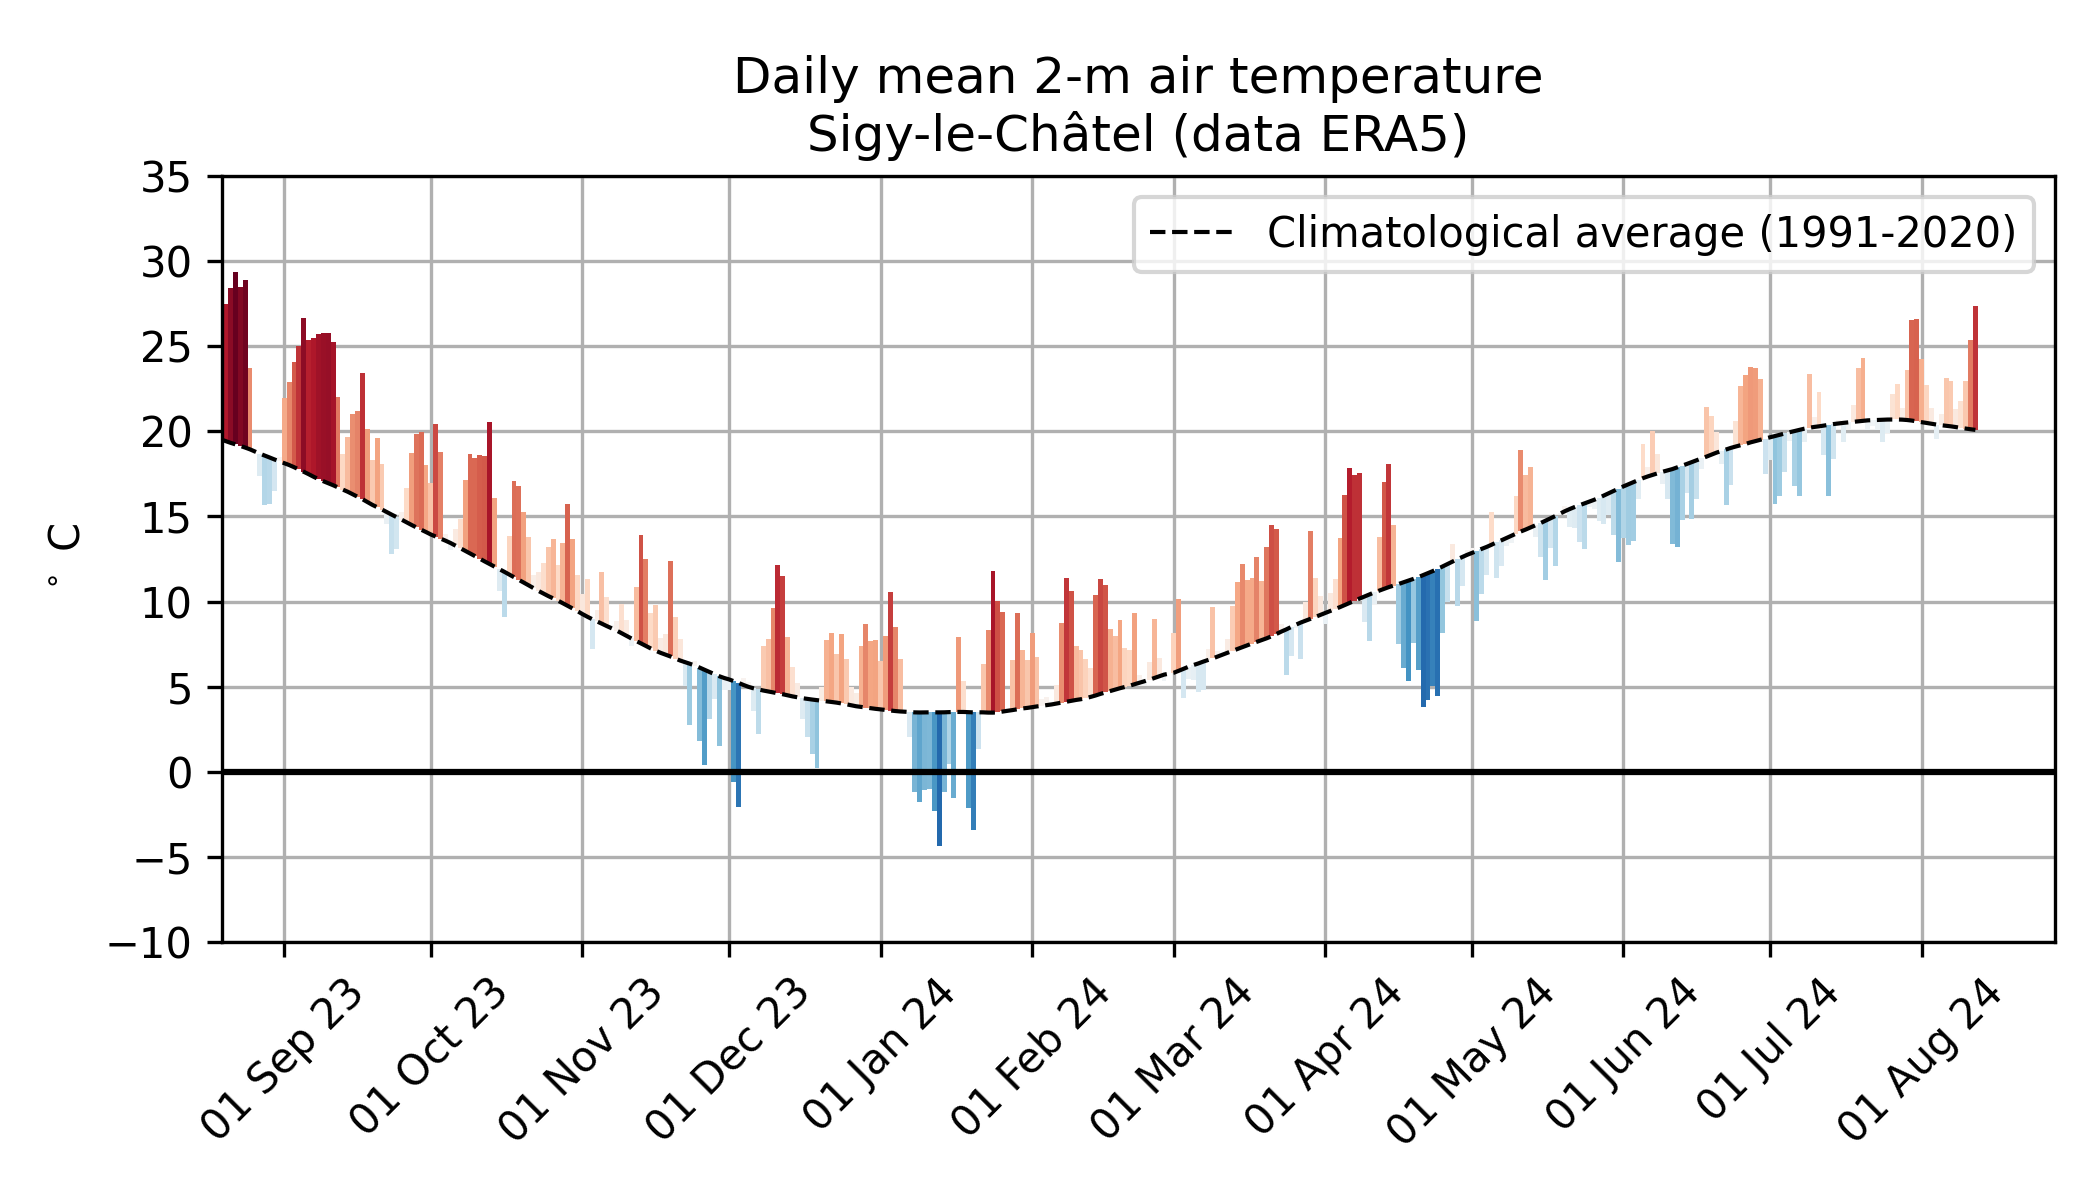 Daily mean 2-m air temperature
Sigy-le-Châtel (data ERA5)
Climatological average (1991-2020)
° C
35
30
25
20
15
10
5
0
−5
−10
01 Sep 23
01 Oct 23
01 Nov 23
01 Dec 23
01 Jan 24
01 Feb 24
01 Mar 24
01 Apr 24
01 May 24
01 Jun 24
01 Jul 24
01 Aug 24